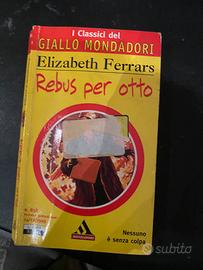 I Classici del
GIALLO MONDADORI
Elizabeth Ferrars
Rebus per otto
Nessuno
è senza colpa
subito